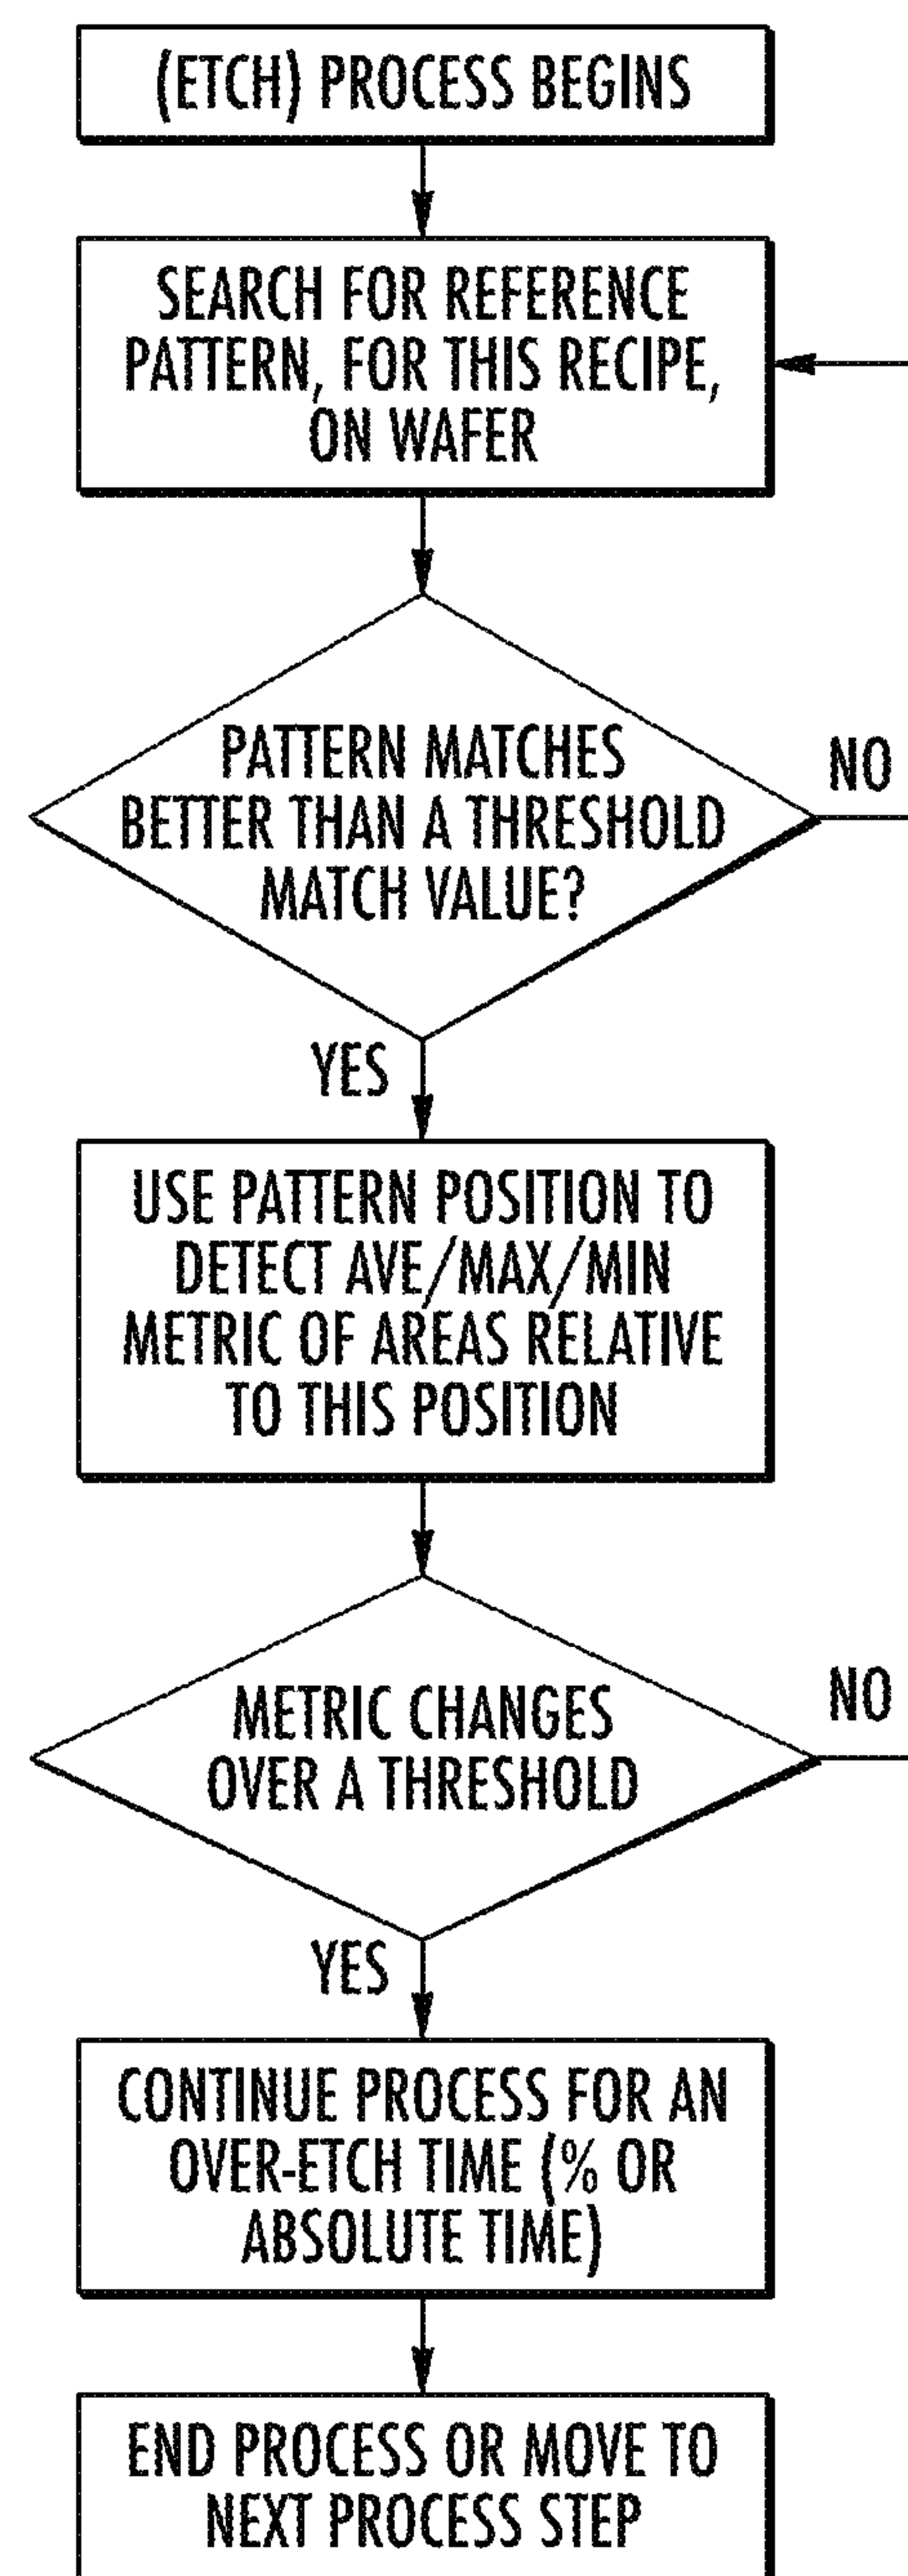 (ETCH) PROCESS BEGINS
SEARCH FOR REFERENCE
PATTERN, FOR THIS RECIPE,
ON WAFER
PATTERN MATCHES
BETTER THAN A THRESHOLD
MATCH VALUE?
NO
YES
USE PATTERN POSITION TO
DETECT AVE/MAX/MIN
METRIC OF AREAS RELATIVE
TO THIS POSITION
METRIC CHANGES
OVER A THRESHOLD
NO
YES
CONTINUE PROCESS FOR AN
OVER-ETCH TIME (% OR
ABSOLUTE TIME)
END PROCESS OR MOVE TO
NEXT PROCESS STEP